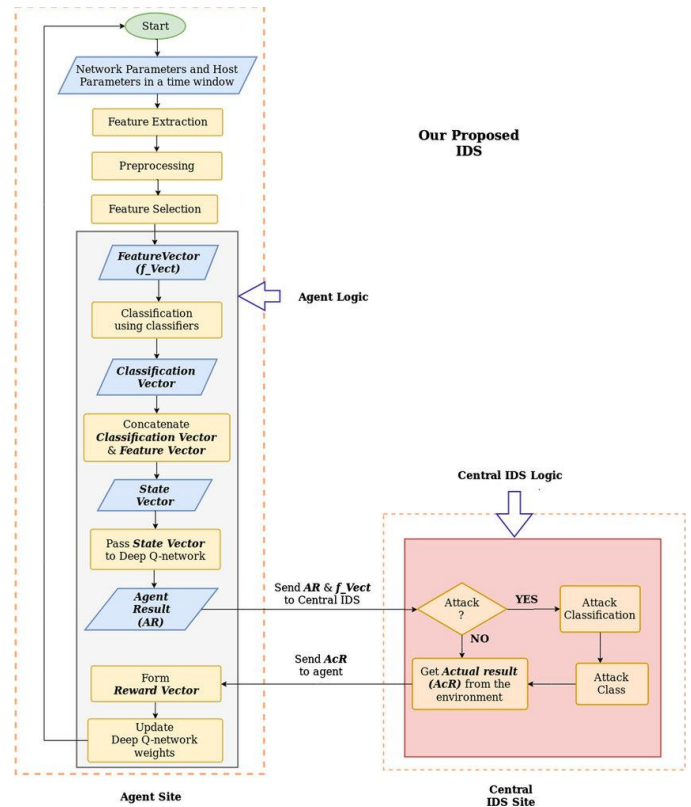 Start
Network Parameters and Host
Parameters in a time window
Feature Extraction
Preprocessing
Feature Selection
FeatureVector
(f_Vect)
Classification
using classifiers
Classification
Vector
Concatenate
Classification Vector
& Feature Vector
State
Vector
Pass State Vector
to Deep Q-network
Agent
Result
(AR)
Form
Reward Vector
Update
Deep Q-network
weights
Agent Site
Our Proposed
IDS
Agent Logic
Send AR & f_Vect
to Central IDS
Send AcR
to agent
Central IDS Logic
Attack
?
YES
NO
Attack
Classification
Attack
Class
Get Actual result
(AcR) from the
environment
Central
IDS Site